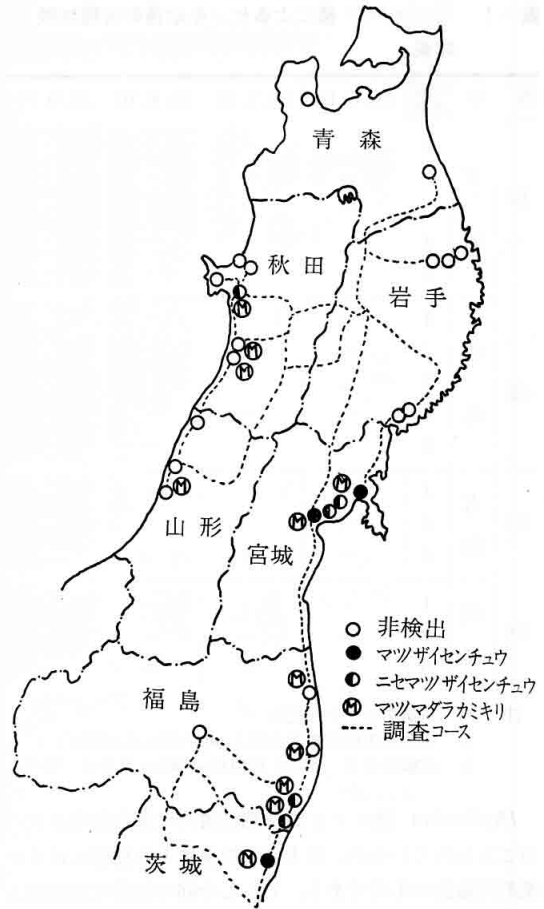 青森
秋田
岩手
山形
宮城
○ 非検出
● マツノザイセンチュウ
◐ ニセマツノザイセンチュウ
Ⓜ マツマダラカミキリ
---- 調査コース
福島
茨城